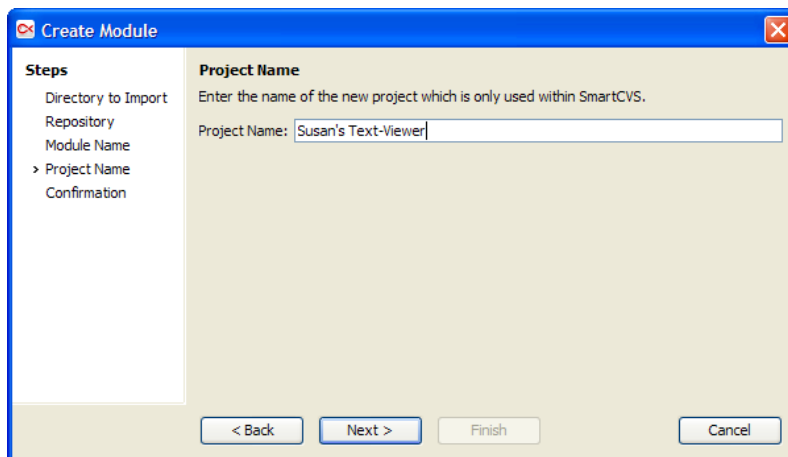 Create Module
Steps
Directory to Import
Repository
Module Name
> Project Name
Confirmation
Project Name
Enter the name of the new project which is only used within SmartCVS.
Project Name: Susan's Text-Viewer
< Back Next > Finish Cancel